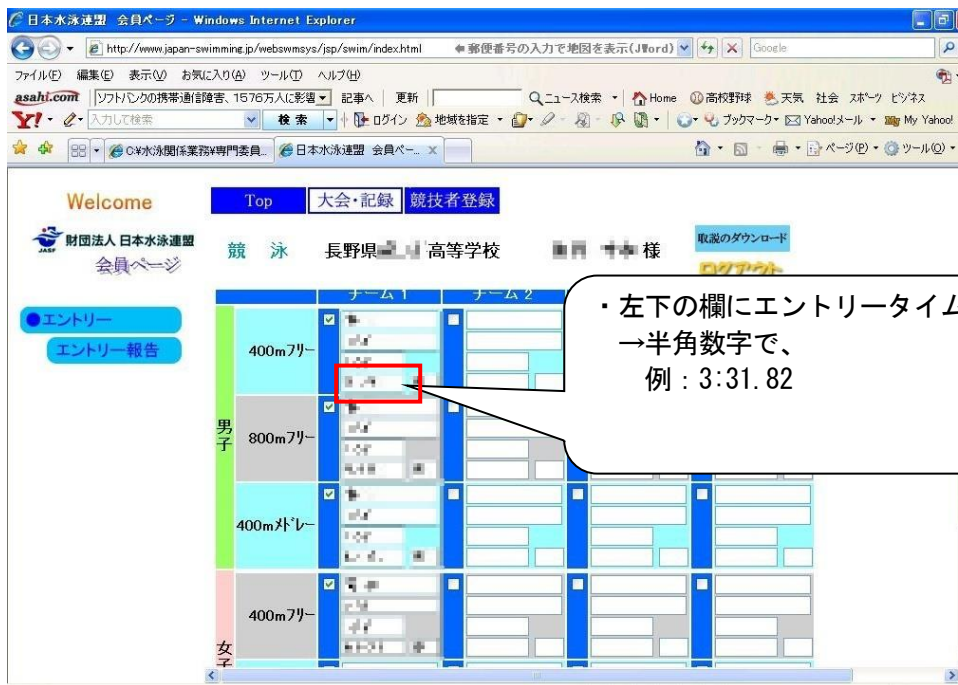 日本水泳連盟 会員ページ - Windows Internet Explorer
http://www.japan-swimming.jp/webswmsys/jsp/swim/index.html
郵便番号の入力で地図を表示(JWord)
Google
ファイル(F) 編集(E) 表示(V) お気に入り(A) ツール(T) ヘルプ(H)
asahi.com ソフトバンクの携帯通信障害、1576万人に影響 記事へ 更新 ニュース検索 Home 高校野球 天気 社会 スポーツ ビジネス
Y! 入力して検索 検索 ログイン 地域を指定 ブックマーク Yahoo!メール My Yahoo!
C:¥水泳関係業務¥専門委員... 日本水泳連盟 会員ペー... X ページ(P) ツール(O)
Welcome
Top 大会・記録 競技者登録
財団法人 日本水泳連盟
会員ページ
JASF
競 泳 長野県 高等学校 様
取説のダウンロード
ログアウト
エントリー
エントリー報告
チーム 1 チーム 2
・左下の欄にエントリータイム
→半角数字で、
例：3:31.82
男子
400mフリー
800mフリー
400mメドレー
女子
400mフリー